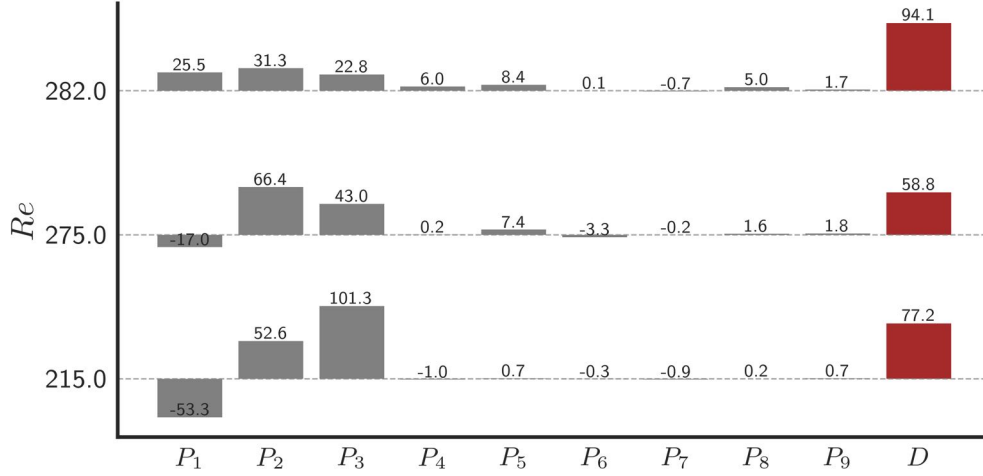 94.1
25.5 31.3 22.8 6.0 8.4 0.1 -0.7 5.0 1.7
282.0
66.4 43.0 58.8
0.2 7.4 -3.3 -0.2 1.6 1.8
Re
275.0 -17.0
101.3 77.2
52.6
-1.0 0.7 -0.3 -0.9 0.2 0.7
215.0
-53.3
P1 P2 P3 P4 P5 P6 P7 P8 P9 D